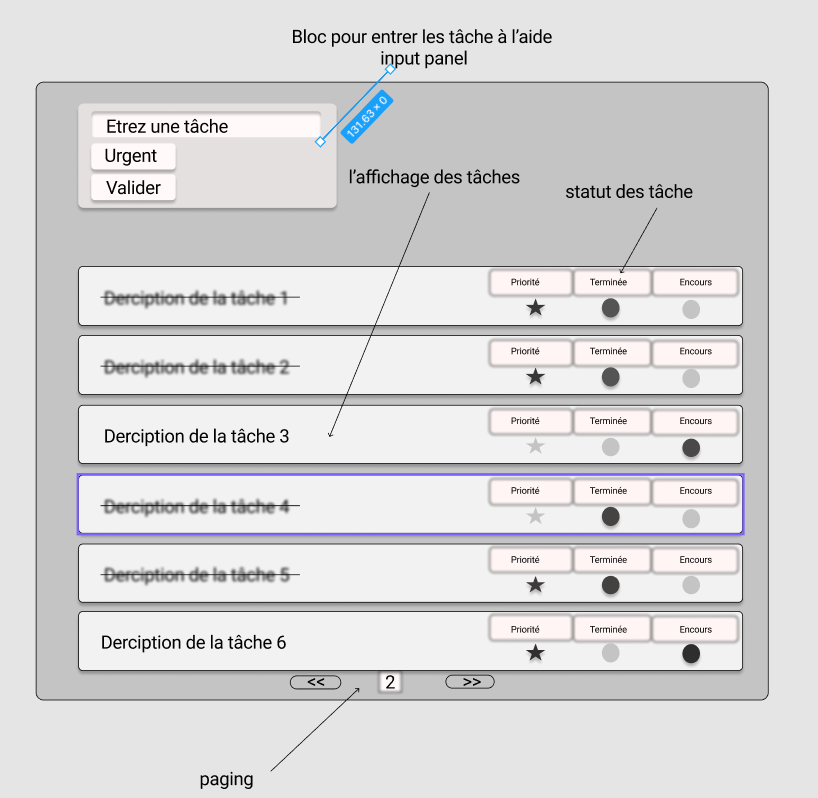 Bloc pour entrer les tâche à l'aide
input panel
131.63 × 0
Etrez une tâche
Urgent
Valider
l'affichage des tâches
statut des tâche
Derciption de la tâche 1
Priorité Terminée Encours
Derciption de la tâche 2
Priorité Terminée Encours
Derciption de la tâche 3
Priorité Terminée Encours
Derciption de la tâche 4
Priorité Terminée Encours
Derciption de la tâche 5
Priorité Terminée Encours
Derciption de la tâche 6
Priorité Terminée Encours
<< 2 >>
paging